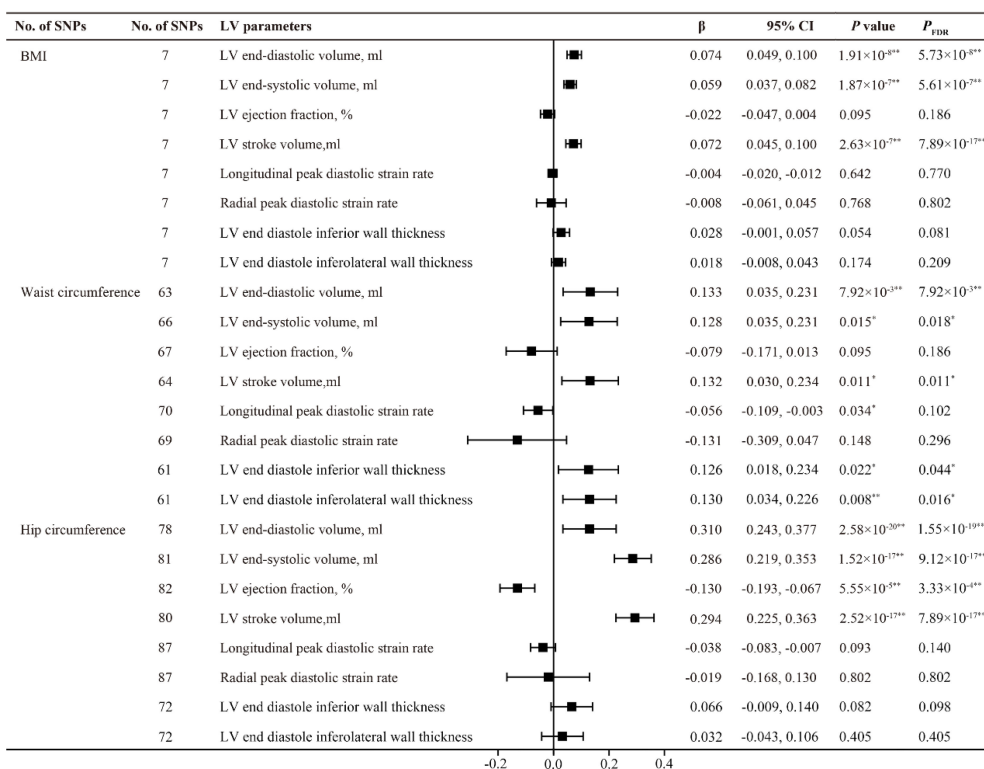 No. of SNPs No. of SNPs LV parameters β 95% CI P value P_FDR
BMI 7 LV end-diastolic volume, ml 0.074 0.049, 0.100 1.91×10⁻⁸** 5.73×10⁻⁸**
7 LV end-systolic volume, ml 0.059 0.037, 0.082 1.87×10⁻⁷** 5.61×10⁻⁷**
7 LV ejection fraction, % -0.022 -0.047, 0.004 0.095 0.186
7 LV stroke volume,ml 0.072 0.045, 0.100 2.63×10⁻⁷** 7.89×10⁻¹⁷**
7 Longitudinal peak diastolic strain rate -0.004 -0.020, -0.012 0.642 0.770
7 Radial peak diastolic strain rate -0.008 -0.061, 0.045 0.768 0.802
7 LV end diastole inferior wall thickness 0.028 -0.001, 0.057 0.054 0.081
7 LV end diastole inferolateral wall thickness 0.018 -0.008, 0.043 0.174 0.209
Waist circumference 63 LV end-diastolic volume, ml 0.133 0.035, 0.231 7.92×10⁻³** 7.92×10⁻³**
66 LV end-systolic volume, ml 0.128 0.035, 0.231 0.015* 0.018*
67 LV ejection fraction, % -0.079 -0.171, 0.013 0.095 0.186
64 LV stroke volume,ml 0.132 0.030, 0.234 0.011* 0.011*
70 Longitudinal peak diastolic strain rate -0.056 -0.109, -0.003 0.034* 0.102
69 Radial peak diastolic strain rate -0.131 -0.309, 0.047 0.148 0.296
61 LV end diastole inferior wall thickness 0.126 0.018, 0.234 0.022* 0.044*
61 LV end diastole inferolateral wall thickness 0.130 0.034, 0.226 0.008** 0.016*
Hip circumference 78 LV end-diastolic volume, ml 0.310 0.243, 0.377 2.58×10⁻²⁰** 1.55×10⁻¹⁹**
81 LV end-systolic volume, ml 0.286 0.219, 0.353 1.52×10⁻¹⁷** 9.12×10⁻¹⁷**
82 LV ejection fraction, % -0.130 -0.193, -0.067 5.55×10⁻⁵** 3.33×10⁻⁴**
80 LV stroke volume,ml 0.294 0.225, 0.363 2.52×10⁻¹⁷** 7.89×10⁻¹⁷**
87 Longitudinal peak diastolic strain rate -0.038 -0.083, -0.007 0.093 0.140
87 Radial peak diastolic strain rate -0.019 -0.168, 0.130 0.802 0.802
72 LV end diastole inferior wall thickness 0.066 -0.009, 0.140 0.082 0.098
72 LV end diastole inferolateral wall thickness 0.032 -0.043, 0.106 0.405 0.405
-0.2 0.0 0.2 0.4